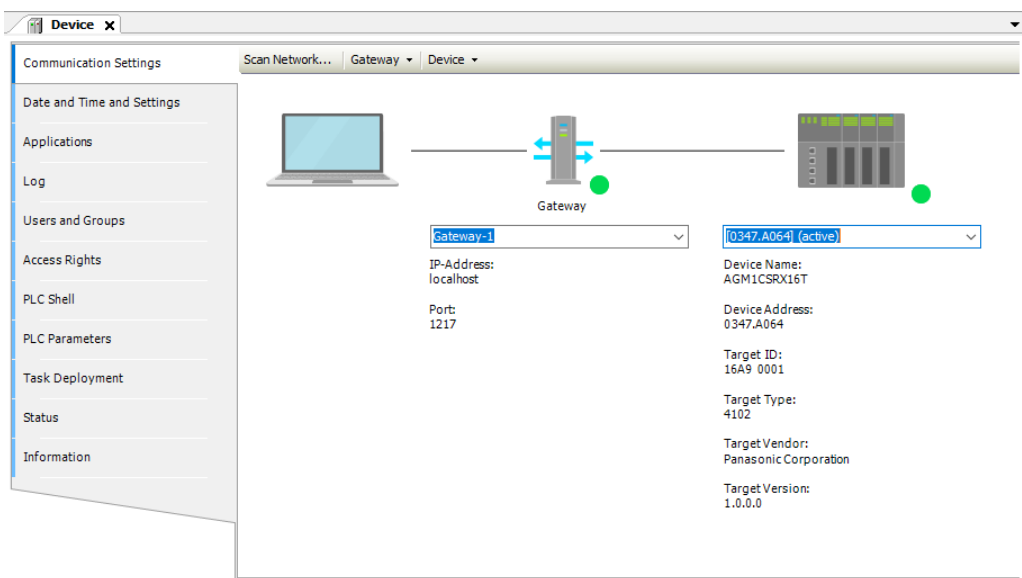 Device
Communication Settings
Date and Time and Settings
Applications
Log
Users and Groups
Access Rights
PLC Shell
PLC Parameters
Task Deployment
Status
Information
Scan Network... Gateway Device
Gateway
Gateway-1
IP-Address:
localhost
Port:
1217
[0347.A064] (active)
Device Name:
AGM1CSRX16T
Device Address:
0347.A064
Target ID:
16A9 0001
Target Type:
4102
Target Vendor:
Panasonic Corporation
Target Version:
1.0.0.0